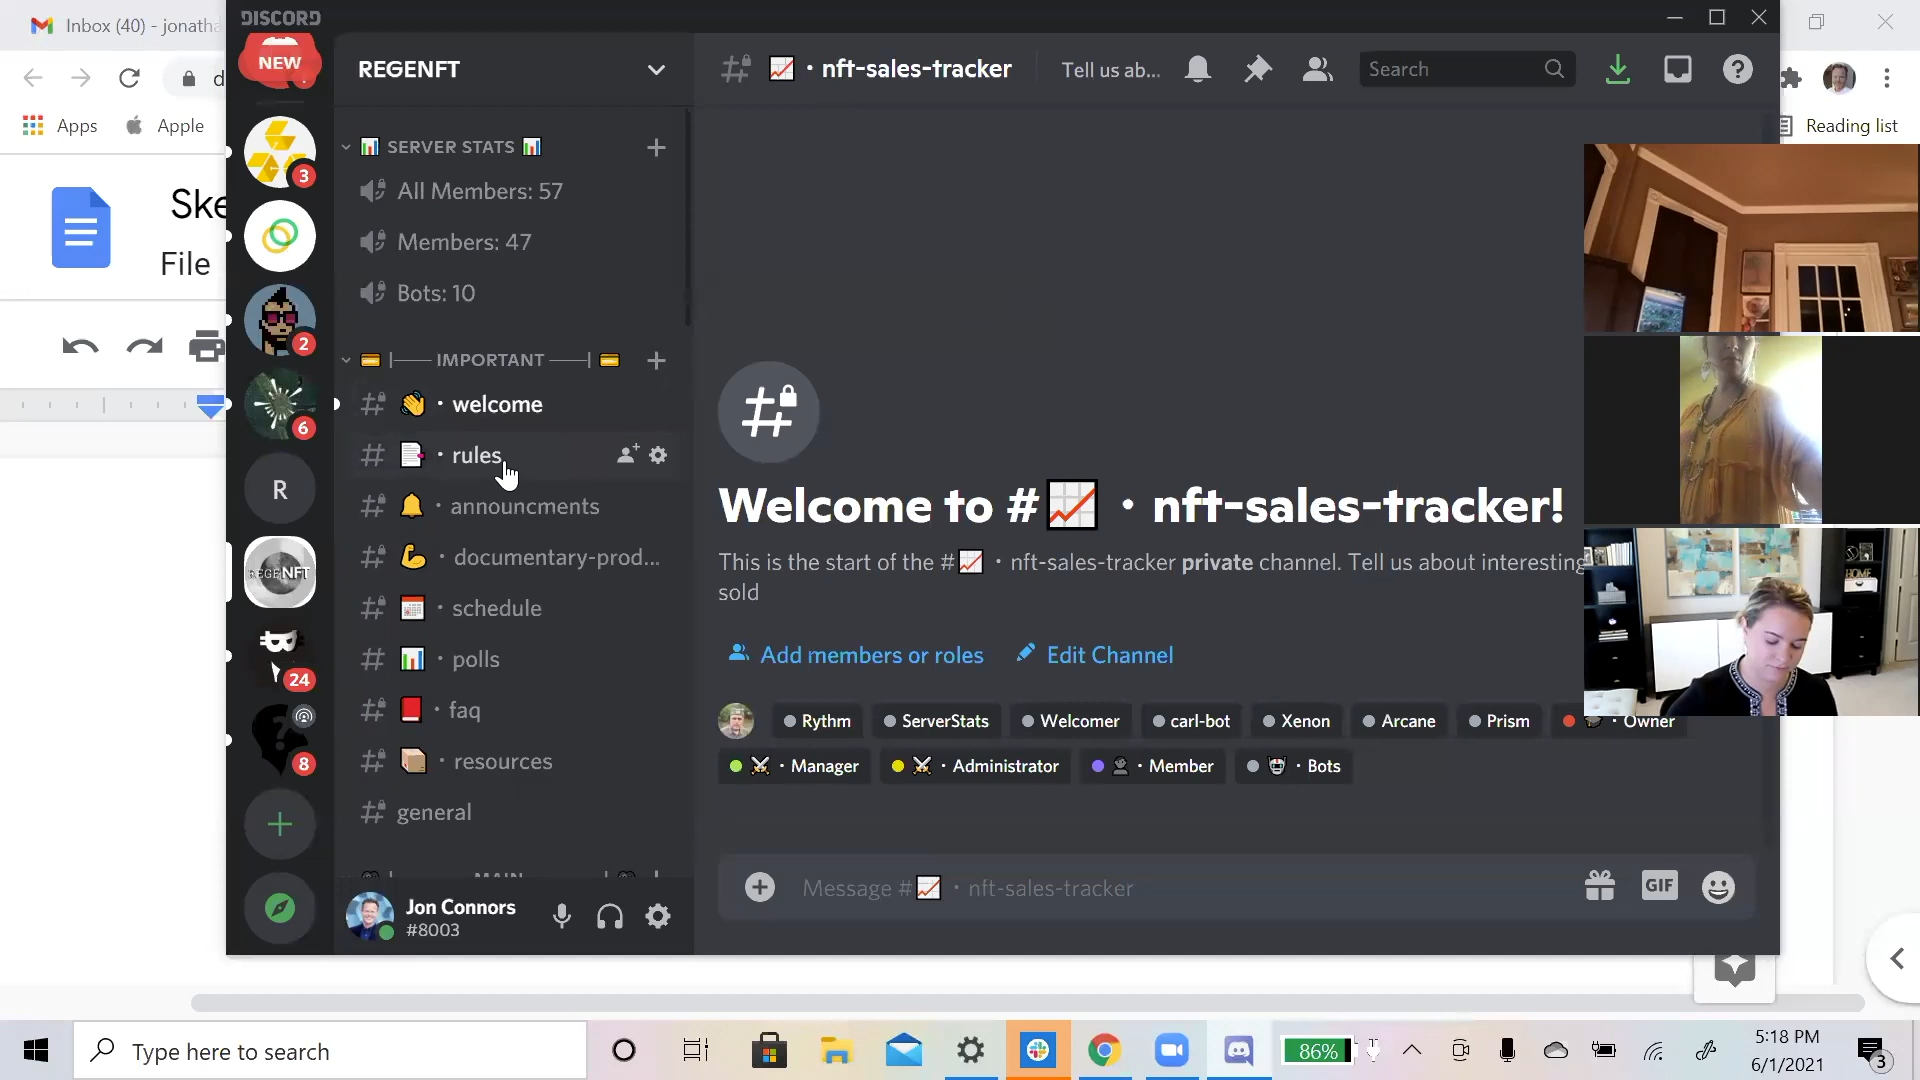 Inbox (40) - jonatha
Apps
Apple
Reading list
Ske
File
DISCORD
NEW
3
2
6
R
REGENFT
24
8
REGENFT
SERVER STATS
All Members: 57
Members: 47
Bots: 10
|—— IMPORTANT ——|
welcome
rules
announcments
documentary-prod...
schedule
polls
faq
resources
general
MAIN
Jon Connors
#8003
nft-sales-tracker
Tell us ab...
Search
Welcome to # • nft-sales-tracker!
This is the start of the # • nft-sales-tracker private channel. Tell us about interesting
sold
Add members or roles Edit Channel
Rythm ServerStats Welcomer carl-bot Xenon Arcane Prism • Owner
• Manager • Administrator • Member • Bots
Message # • nft-sales-tracker
GIF
HOME
Type here to search
86%
5:18 PM
6/1/2021
3